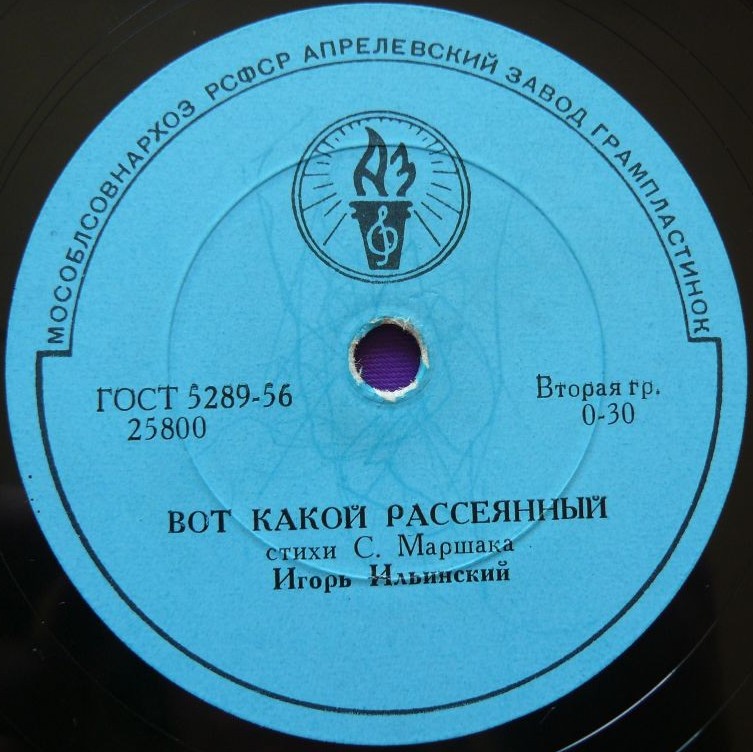 МОСОБЛСОВНАРХОЗ РСФСР АПРЕЛЕВСКИЙ ЗАВОД ГРАМПЛАСТИНОК
АЗ
ГОСТ 5289-56
25800
Вторая гр.
0-30
ВОТ КАКОЙ РАССЕЯННЫЙ
стихи С. Маршака
Игорь Ильинский